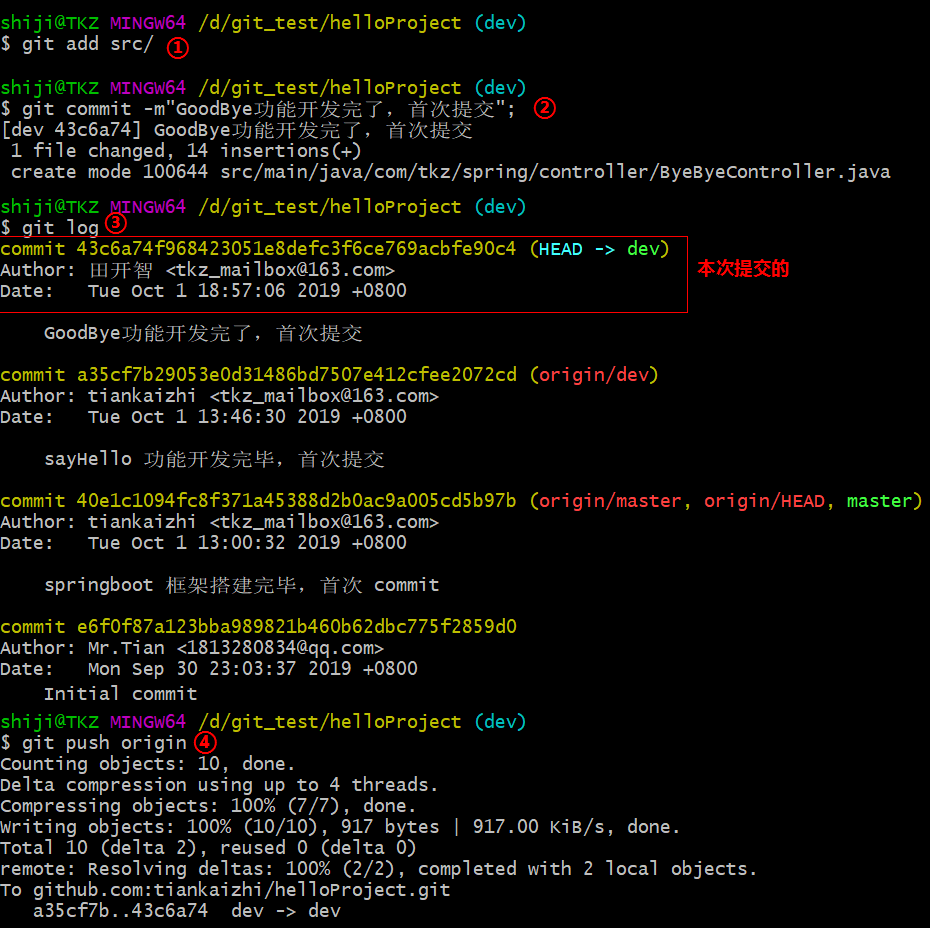 shiji@TKZ MINGW64 /d/git_test/helloProject (dev)
$ git add src/ ①
shiji@TKZ MINGW64 /d/git_test/helloProject (dev)
$ git commit -m"GoodBye功能开发完了，首次提交"; ②
[dev 43c6a74] GoodBye功能开发完了，首次提交
 1 file changed, 14 insertions(+)
 create mode 100644 src/main/java/com/tkz/spring/controller/ByeByeController.java
shiji@TKZ MINGW64 /d/git_test/helloProject (dev)
$ git log ③
commit 43c6a74f968423051e8defc3f6ce769acbfe90c4 (HEAD -> dev)
Author: 田开智 <tkz_mailbox@163.com>
本次提交的
Date:   Tue Oct 1 18:57:06 2019 +0800
    GoodBye功能开发完了，首次提交
commit a35cf7b29053e0d31486bd7507e412cfee2072cd (origin/dev)
Author: tiankaizhi <tkz_mailbox@163.com>
Date:   Tue Oct 1 13:46:30 2019 +0800
    sayHello 功能开发完毕，首次提交
commit 40e1c1094fc8f371a45388d2b0ac9a005cd5b97b (origin/master, origin/HEAD, master)
Author: tiankaizhi <tkz_mailbox@163.com>
Date:   Tue Oct 1 13:00:32 2019 +0800
    springboot 框架搭建完毕，首次 commit
commit e6f0f87a123bba989821b460b62dbc775f2859d0
Author: Mr.Tian <1813280834@qq.com>
Date:   Mon Sep 30 23:03:37 2019 +0800
    Initial commit
shiji@TKZ MINGW64 /d/git_test/helloProject (dev)
$ git push origin ④
Counting objects: 10, done.
Delta compression using up to 4 threads.
Compressing objects: 100% (7/7), done.
Writing objects: 100% (10/10), 917 bytes | 917.00 KiB/s, done.
Total 10 (delta 2), reused 0 (delta 0)
remote: Resolving deltas: 100% (2/2), completed with 2 local objects.
To github.com:tiankaizhi/helloProject.git
   a35cf7b..43c6a74  dev -> dev